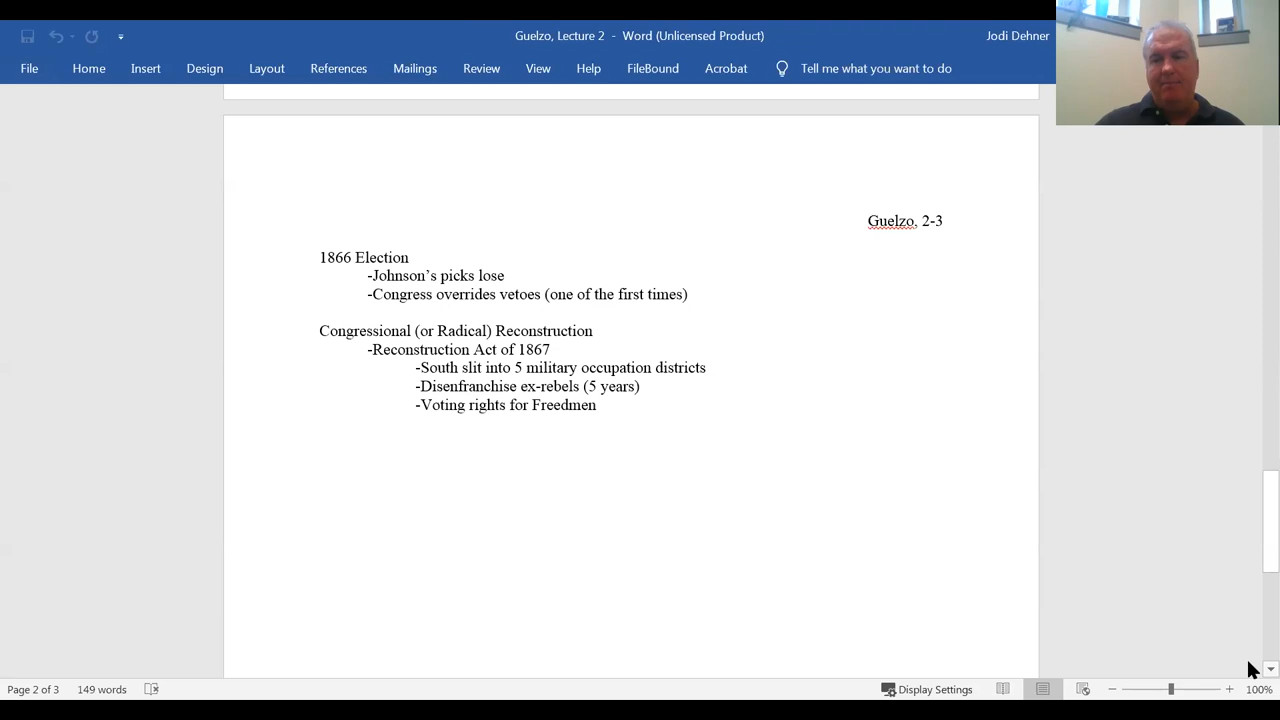 Guelzo, Lecture 2 - Word (Unlicensed Product)
Jodi Dehner
File Home Insert Design Layout References Mailings Review View Help FileBound Acrobat Tell me what you want to do
Guelzo, 2-3
1866 Election
-Johnson’s picks lose
-Congress overrides vetoes (one of the first times)
Congressional (or Radical) Reconstruction
-Reconstruction Act of 1867
-South slit into 5 military occupation districts
-Disenfranchise ex-rebels (5 years)
-Voting rights for Freedmen
Page 2 of 3 149 words Display Settings 100%